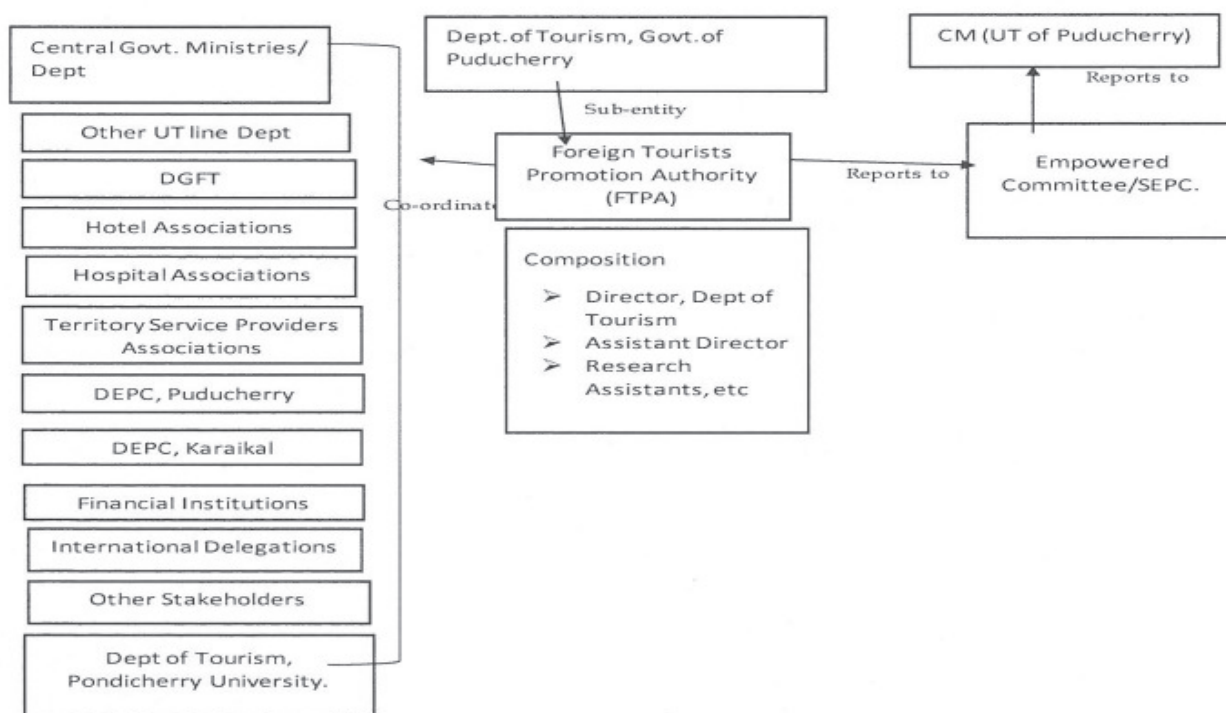 Central Govt. Ministries/
Dept
Other UT line Dept
DGFT
Hotel Associations
Hospital Associations
Territory Service Providers
Associations
DEPC, Puducherry
DEPC, Karaikal
Financial Institutions
International Delegations
Other Stakeholders
Dept of Tourism,
Pondicherry University.
Co-ordinate
Dept.of Tourism, Govt.of
Puducherry
Sub-entity
Foreign Tourists
Promotion Authority
(FTPA)
Composition
➢ Director, Dept of
Tourism
➢ Assistant Director
➢ Research
Assistants, etc
Reports to
CM (UT of Puducherry)
Reports to
Empowered
Committee/SEPC.